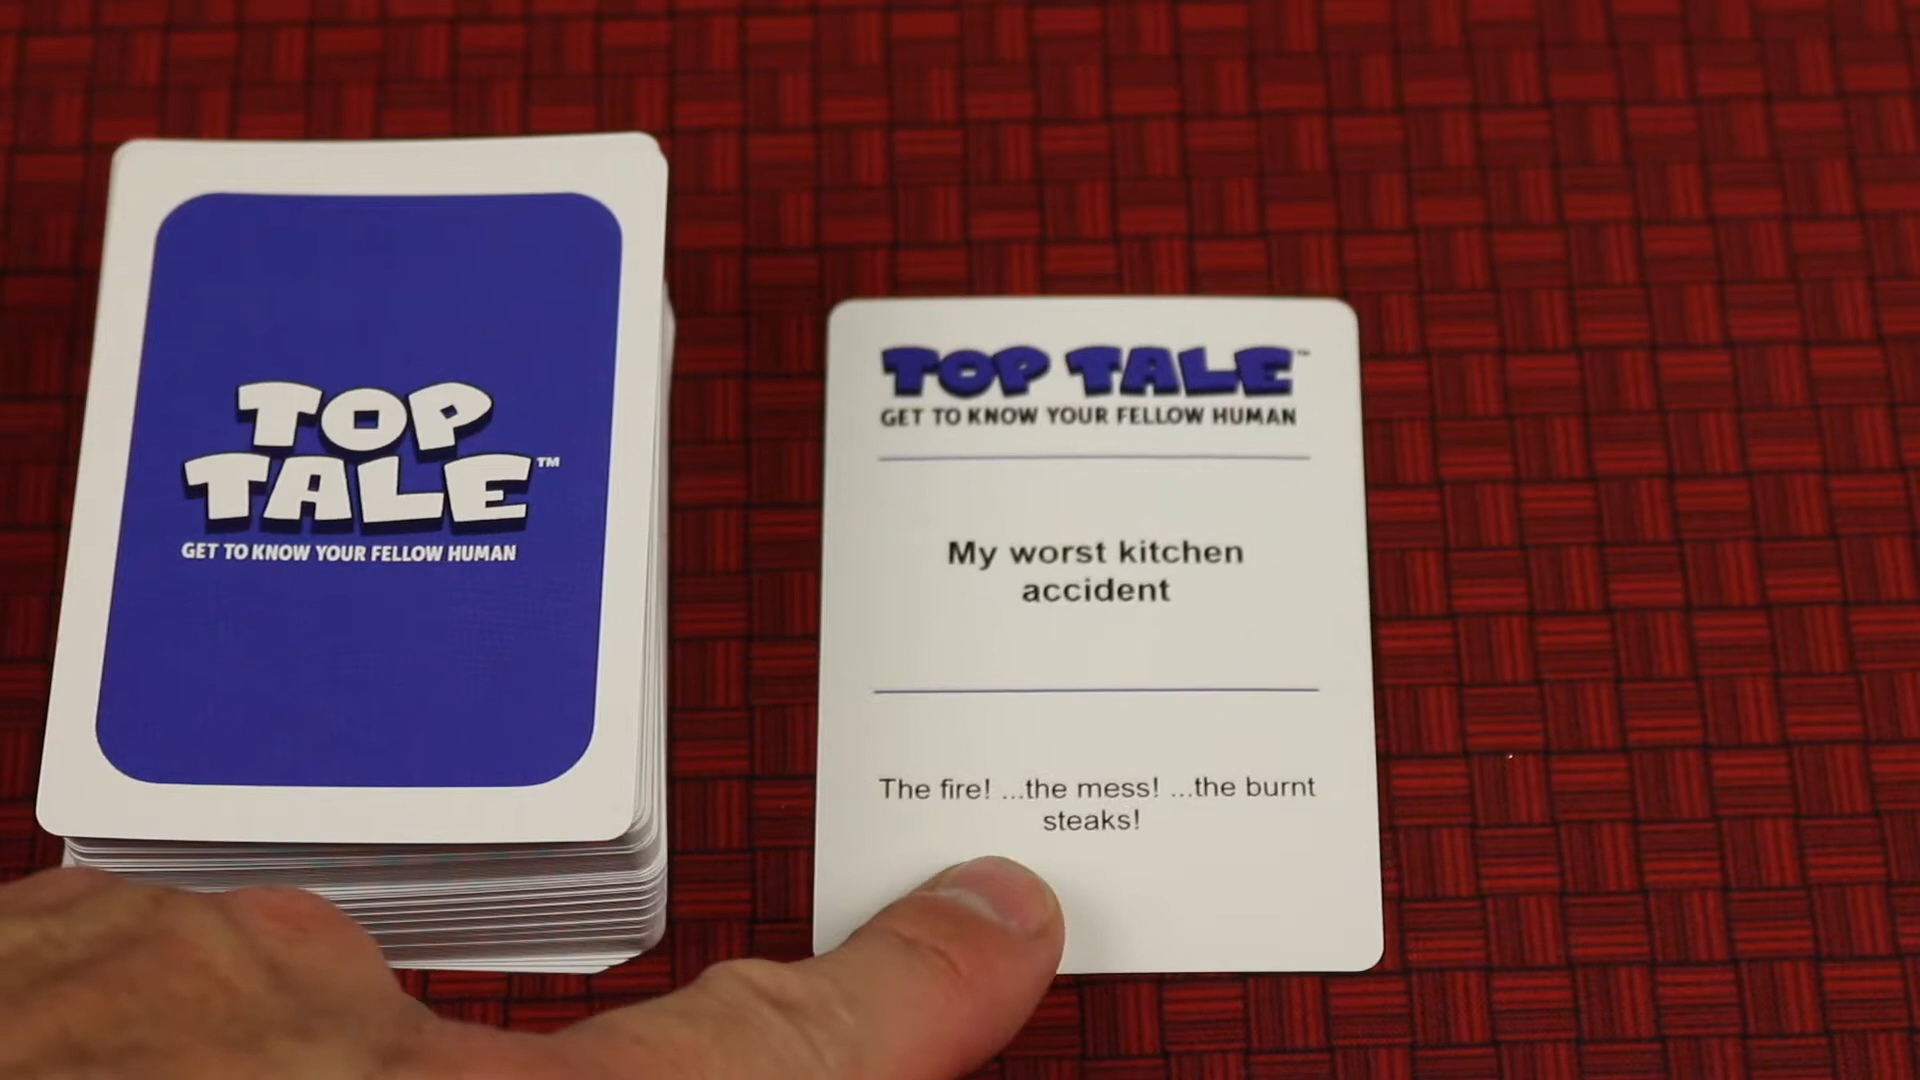 TOP
TALE™
GET TO KNOW YOUR FELLOW HUMAN
TOP TALE™
GET TO KNOW YOUR FELLOW HUMAN
My worst kitchen
accident
The fire! ...the mess! ...the burnt
steaks!